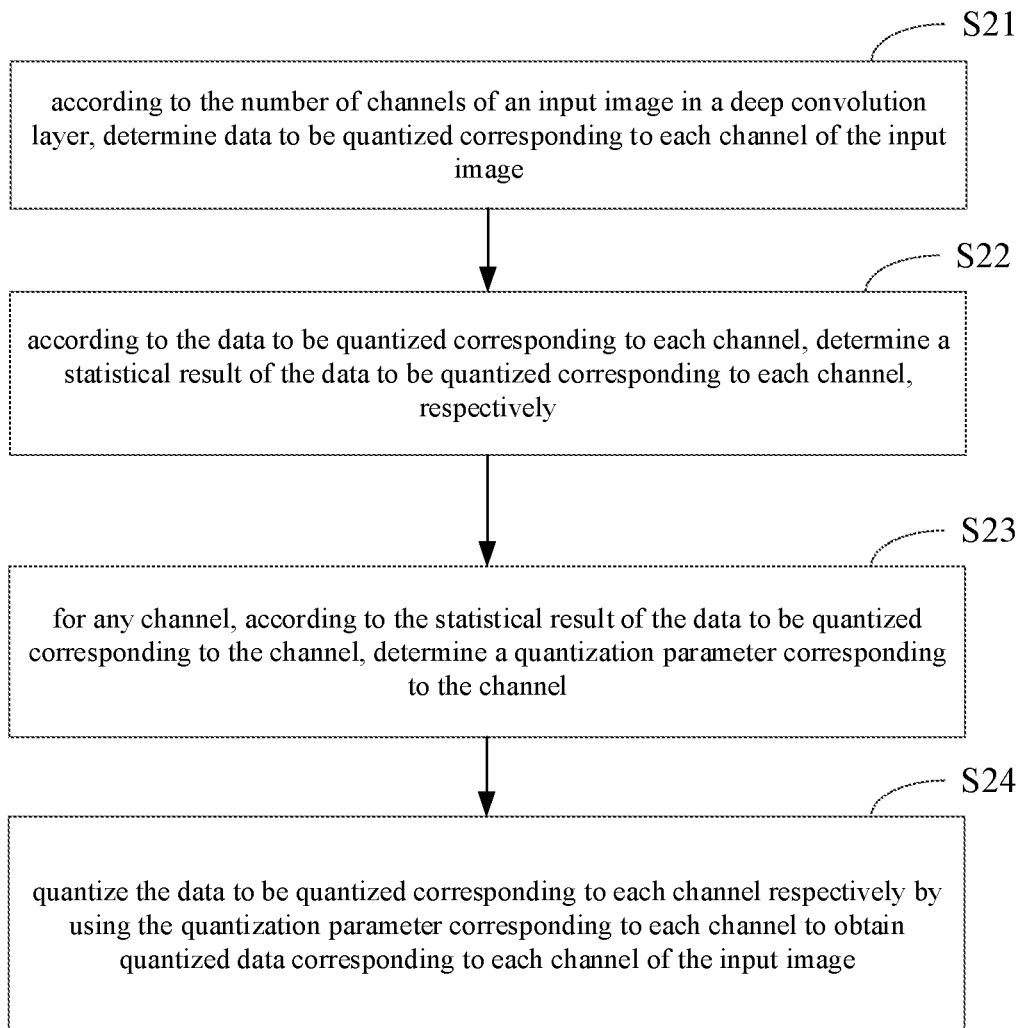 S21
according to the number of channels of an input image in a deep convolution
layer, determine data to be quantized corresponding to each channel of the input
image
S22
according to the data to be quantized corresponding to each channel, determine a
statistical result of the data to be quantized corresponding to each channel,
respectively
S23
for any channel, according to the statistical result of the data to be quantized
corresponding to the channel, determine a quantization parameter corresponding
to the channel
S24
quantize the data to be quantized corresponding to each channel respectively by
using the quantization parameter corresponding to each channel to obtain
quantized data corresponding to each channel of the input image